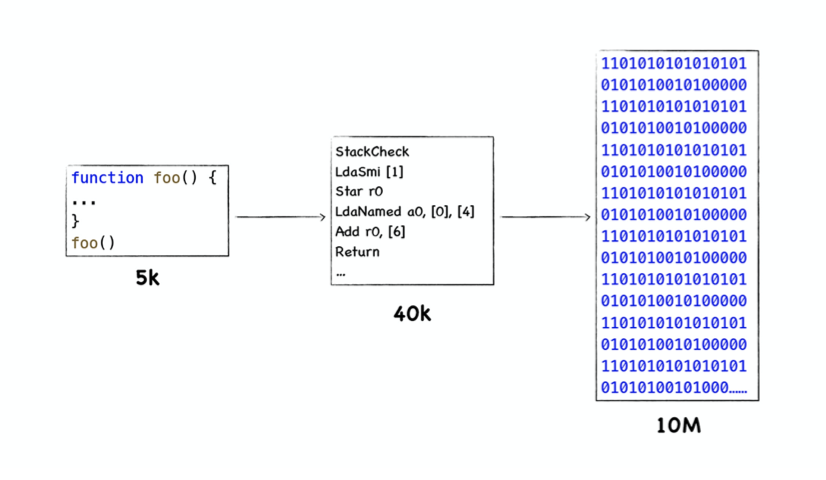 function foo() {
...
}
foo()
5k
StackCheck
LdaSmi [1]
Star r0
LdaNamed a0, [0], [4]
Add r0, [6]
Return
...
40k
1101010101010101
0101010010100000
1101010101010101
0101010010100000
1101010101010101
0101010010100000
1101010101010101
0101010010100000
1101010101010101
0101010010100000
1101010101010101
0101010010100000
1101010101010101
0101010010100000
1101010101010101
01010100101000......
10M